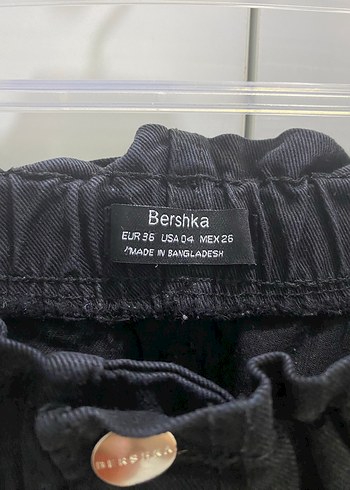 Bershka
EUR 36 USA 04 MEX 26
/"MADE IN BANGLADESH
BERSHKA